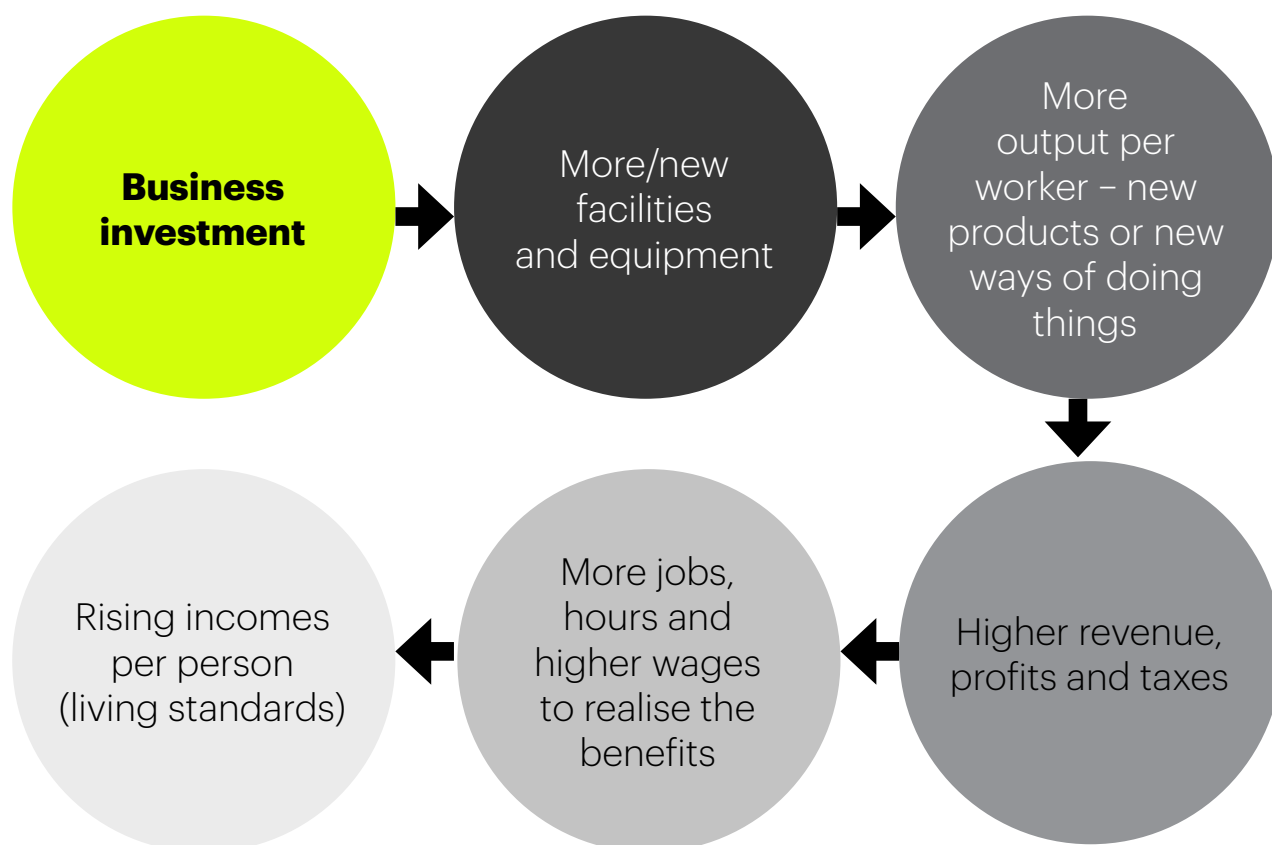 Business
investment
More/new
facilities
and equipment
More
output per
worker – new
products or new
ways of doing
things
Higher revenue,
profits and taxes
More jobs,
hours and
higher wages
to realise the
benefits
Rising incomes
per person
(living standards)